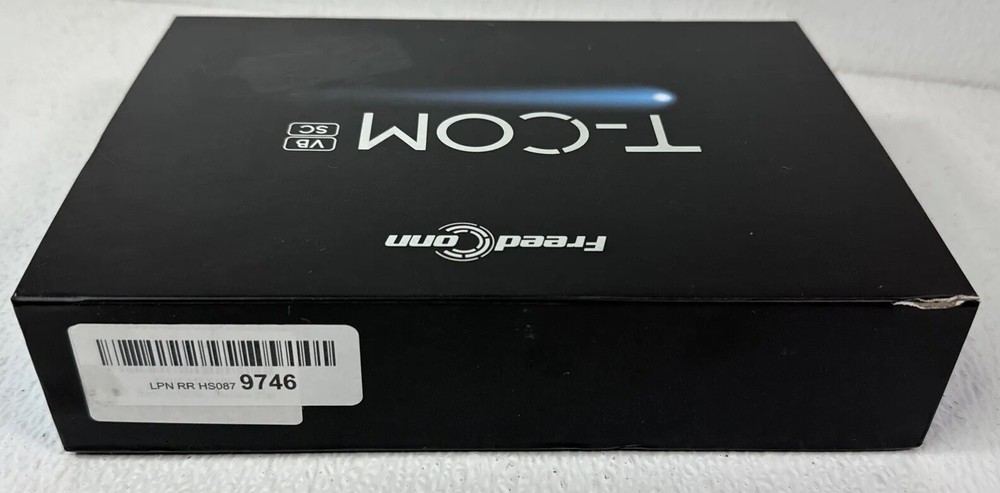 FreedConn
T-COM
VB
SC
LPN RR HS087 9746